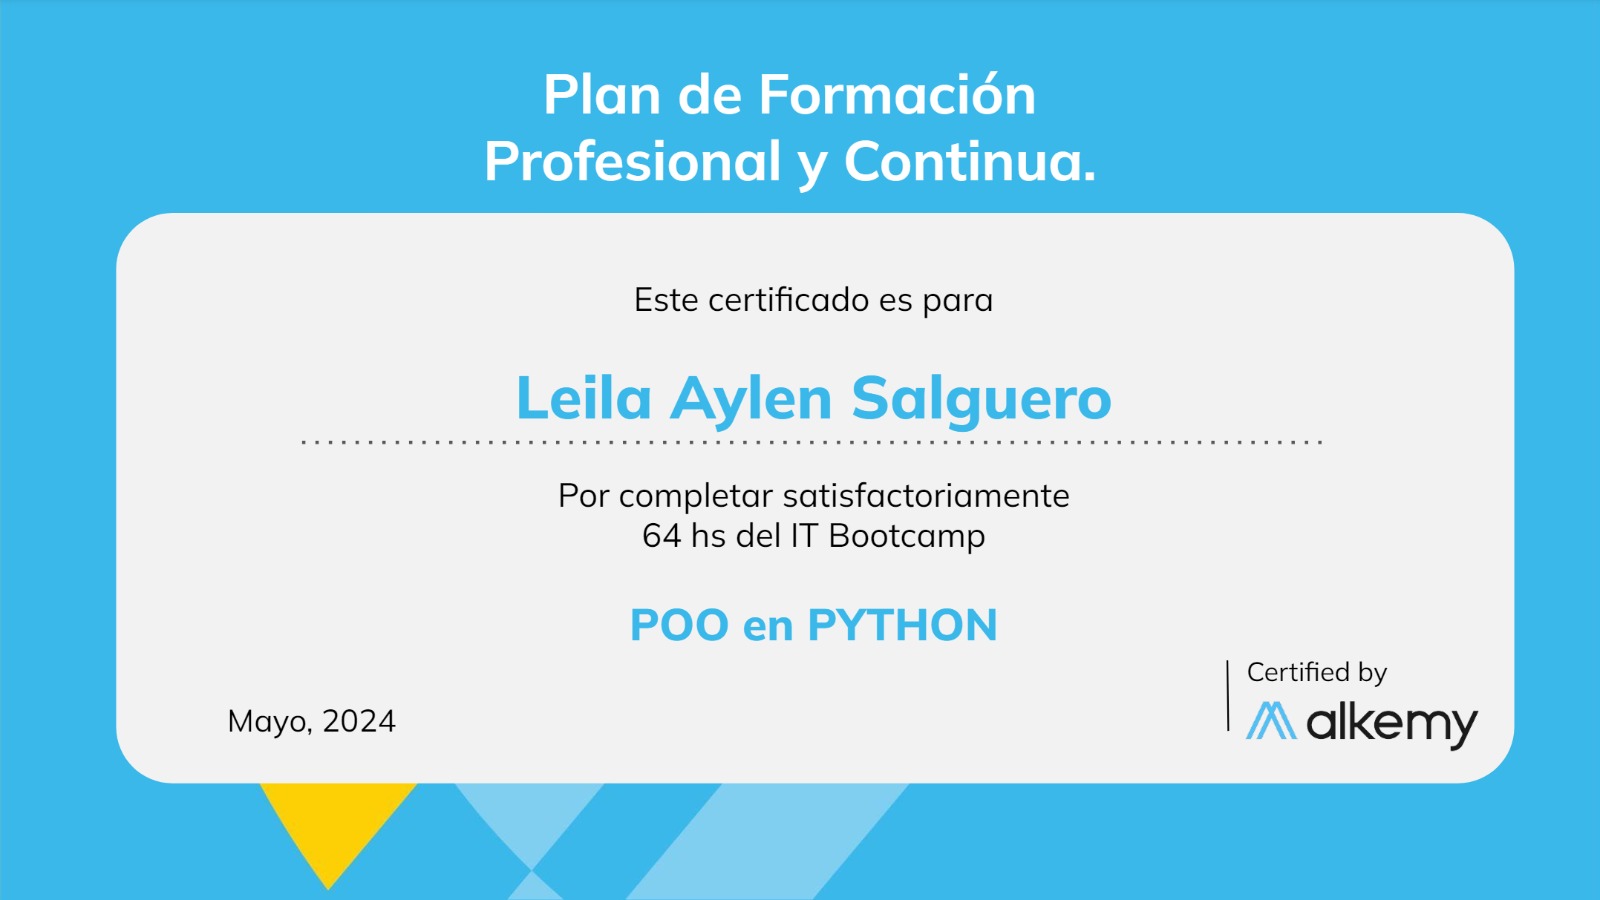 Plan de Formación
Profesional y Continua.
Este certificado es para
Leila Aylen Salguero
Por completar satisfactoriamente
64 hs del IT Bootcamp
POO en PYTHON
Mayo, 2024
Certified by
alkemy